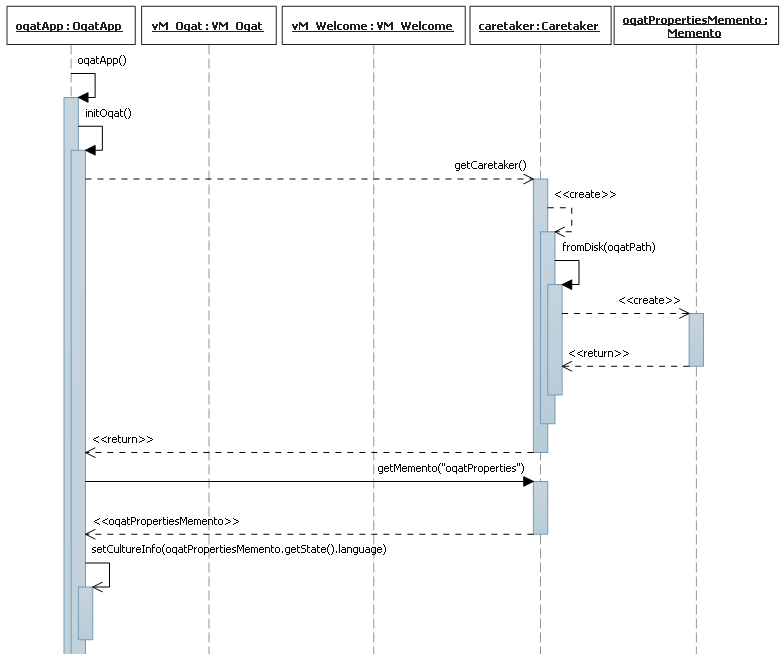 oqatApp : OqatApp
vM_Oqat : VM_Oqat
vM_Welcome : VM_Welcome
caretaker : Caretaker
oqatPropertiesMemento :
Memento
oqatApp()
initOqat()
getCaretaker()
<<create>>
fromDisk(oqatPath)
<<create>>
<<return>>
<<return>>
getMemento("oqatProperties")
<<oqatPropertiesMemento>>
setCultureInfo(oqatPropertiesMemento.getState().language)